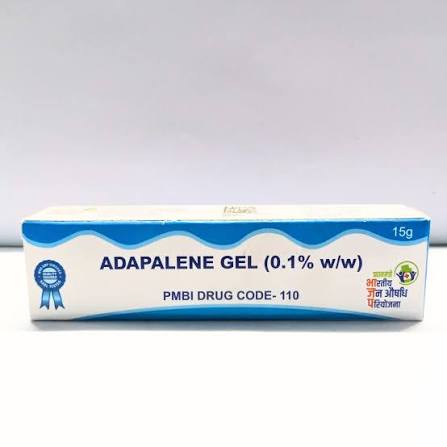 15g
ADAPALENE GEL (0.1% w/w)
PMBI DRUG CODE- 110
प्रधानमंत्री
भारतीय
जन औषधि
परियोजना